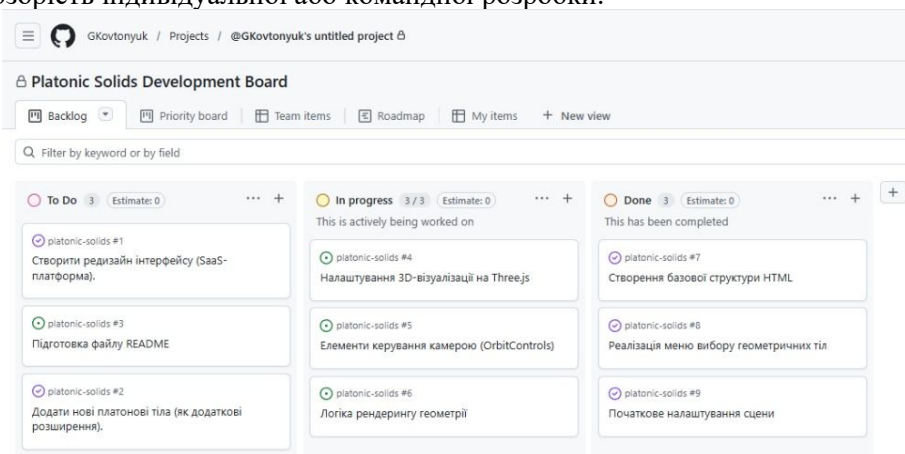 зорість індивідуальної або командної розробки.
GKovtonyuk / Projects / @GKovtonyuk's untitled project
Platonic Solids Development Board
Backlog Priority board Team items Roadmap My items + New view
Filter by keyword or by field
To Do 3 Estimate: 0 ... +
platonic-solids #1
Створити редизайн інтерфейсу (SaaS-
платформа).
platonic-solids #3
Підготовка файлу README
platonic-solids #2
Додати нові платонові тіла (як додаткові
розширення).
In progress 3 / 3 Estimate: 0 ... +
This is actively being worked on
platonic-solids #4
Налаштування 3D-візуалізації на Three.js
platonic-solids #5
Елементи керування камерою (OrbitControls)
platonic-solids #6
Логіка рендерингу геометрії
Done 3 Estimate: 0 ... +
This has been completed
platonic-solids #7
Створення базової структури HTML
platonic-solids #8
Реалізація меню вибору геометричних тіл
platonic-solids #9
Початкове налаштування сцени
+